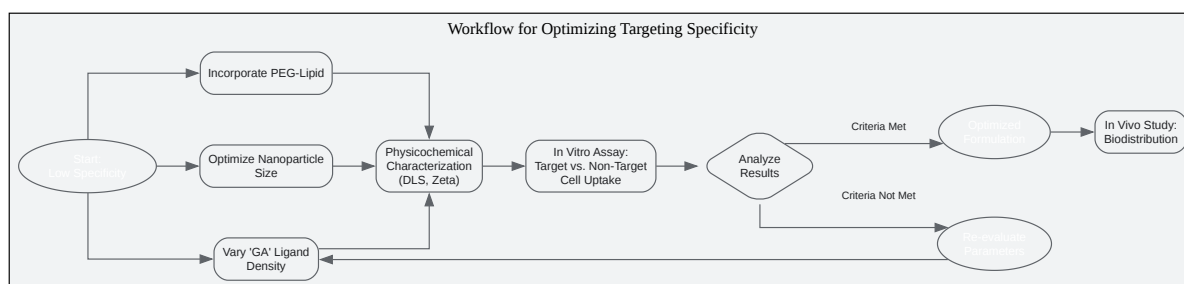 Workflow for Optimizing Targeting Specificity
Incorporate PEG-Lipid
Start:
Low Specificity
Optimize Nanoparticle
Size
Vary 'GA' Ligand
Density
Physicochemical
Characterization
(DLS, Zeta)
In Vitro Assay:
Target vs. Non-Target
Cell Uptake
Analyze
Results
Criteria Met
Criteria Not Met
Optimized
Formulation
Re-evaluate
Parameters
In Vivo Study:
Biodistribution